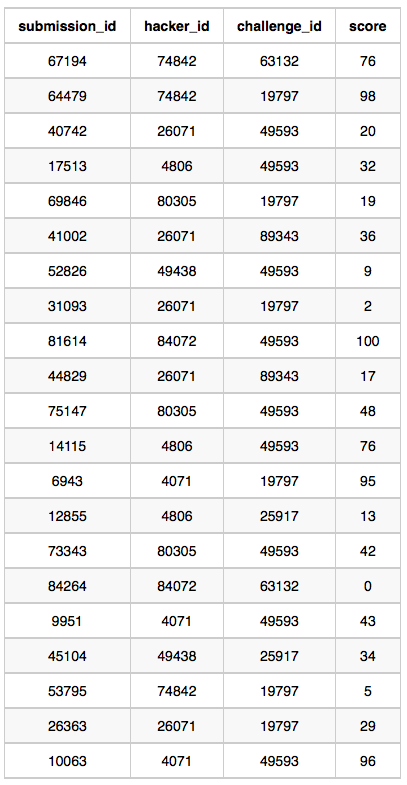 submission_id hacker_id challenge_id score
67194 74842 63132 76
64479 74842 19797 98
40742 26071 49593 20
17513 4806 49593 32
69846 80305 19797 19
41002 26071 89343 36
52826 49438 49593 9
31093 26071 19797 2
81614 84072 49593 100
44829 26071 89343 17
75147 80305 49593 48
14115 4806 49593 76
6943 4071 19797 95
12855 4806 25917 13
73343 80305 49593 42
84264 84072 63132 0
9951 4071 49593 43
45104 49438 25917 34
53795 74842 19797 5
26363 26071 19797 29
10063 4071 49593 96